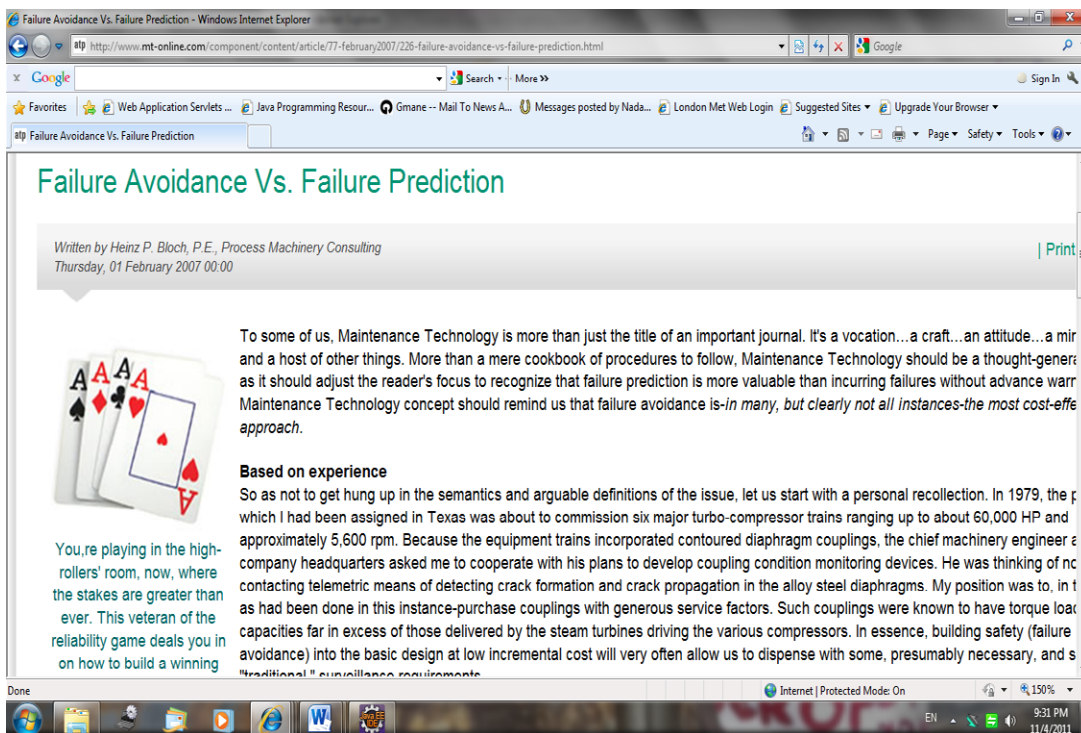 Failure Avoidance Vs. Failure Prediction - Windows Internet Explorer
http://www.mt-online.com/component/content/article/77-february2007/226-failure-avoidance-vs-failure-prediction.html
Google
x Google Search More >> Sign In
Favorites Web Application Servlets ... Java Programming Resour... Gmane -- Mail To News A... Messages posted by Nada... London Met Web Login Suggested Sites Upgrade Your Browser
atp Failure Avoidance Vs. Failure Prediction Page Safety Tools
Failure Avoidance Vs. Failure Prediction
Written by Heinz P. Bloch, P.E., Process Machinery Consulting
Thursday, 01 February 2007 00:00
| Print
To some of us, Maintenance Technology is more than just the title of an important journal. It's a vocation…a craft…an attitude…a mir
and a host of other things. More than a mere cookbook of procedures to follow, Maintenance Technology should be a thought-genera
as it should adjust the reader's focus to recognize that failure prediction is more valuable than incurring failures without advance warr
Maintenance Technology concept should remind us that failure avoidance is-in many, but clearly not all instances-the most cost-effe
approach.
Based on experience
So as not to get hung up in the semantics and arguable definitions of the issue, let us start with a personal recollection. In 1979, the p
which I had been assigned in Texas was about to commission six major turbo-compressor trains ranging up to about 60,000 HP and
approximately 5,600 rpm. Because the equipment trains incorporated contoured diaphragm couplings, the chief machinery engineer a
company headquarters asked me to cooperate with his plans to develop coupling condition monitoring devices. He was thinking of nc
contacting telemetric means of detecting crack formation and crack propagation in the alloy steel diaphragms. My position was to, in t
as had been done in this instance-purchase couplings with generous service factors. Such couplings were known to have torque load
capacities far in excess of those delivered by the steam turbines driving the various compressors. In essence, building safety (failure
avoidance) into the basic design at low incremental cost will very often allow us to dispense with some, presumably necessary, and s
"traditional," surveillance requirements
A A A A
A
You,re playing in the high-
rollers' room, now, where
the stakes are greater than
ever. This veteran of the
reliability game deals you in
on how to build a winning
Done Internet | Protected Mode: On 150%
EN 9:31 PM
11/4/2011